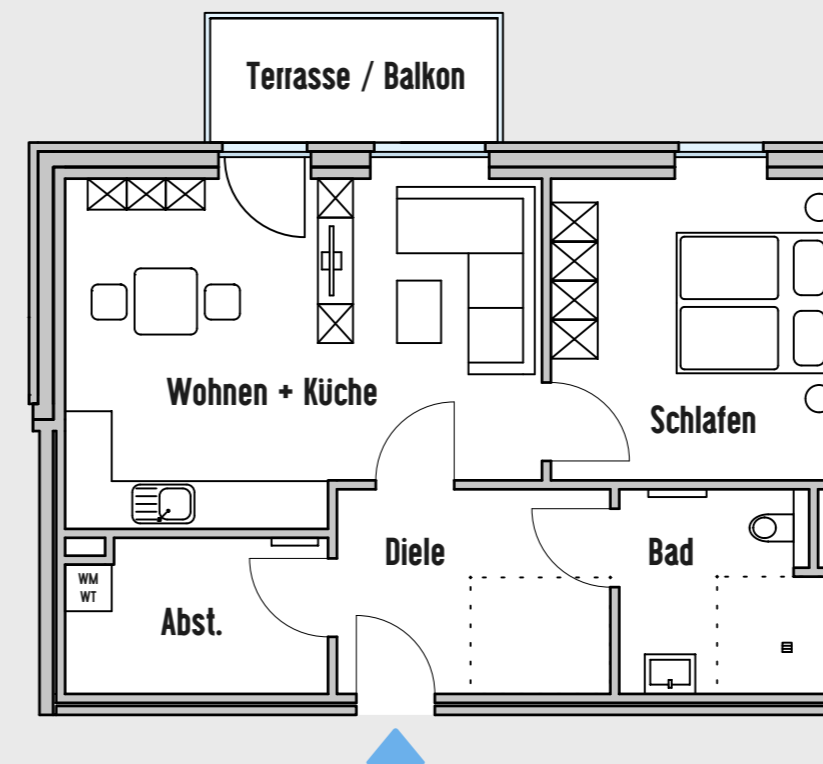 Terrasse / Balkon
Wohnen + Küche
Schlafen
Diele
Bad
WM
WT
Abst.